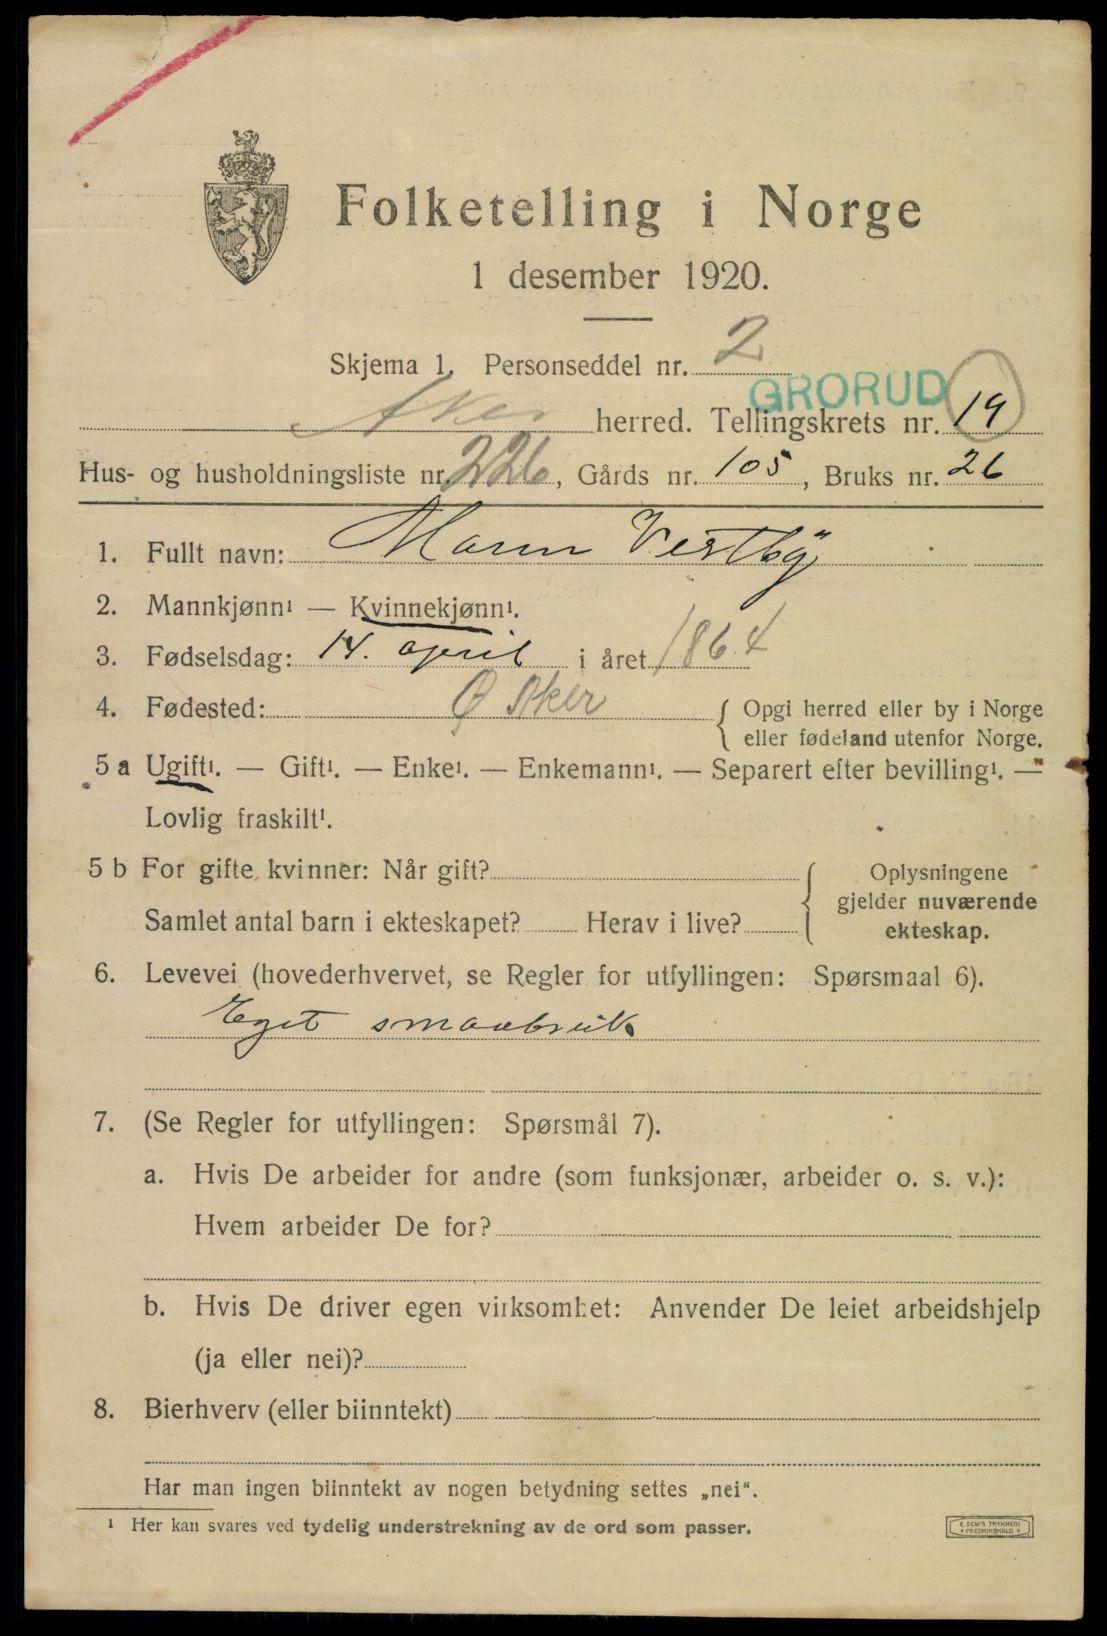 Folketelling i Norge
1 desember 1920.
Skjema 1. Personseddel nr. 2
GRORUD
Aker herred. Tellingskrets nr. 19
Hus- og husholdningsliste nr. 226, Gårds nr. 105, Bruks nr. 26
1. Fullt navn: Maren Vestby
2. Mannkjønn¹ — Kvinnekjønn¹.
3. Fødselsdag: 14. april i året 1864
4. Fødested: Ø Aker { Opgi herred eller by i Norge
eller fødeland utenfor Norge.
5 a Ugift¹. — Gift¹. — Enke¹. — Enkemann¹. — Separert efter bevilling¹. —
Lovlig fraskilt¹.
5 b For gifte kvinner: Når gift? { Oplysningene
gjelder nuværende
Samlet antal barn i ekteskapet? Herav i live?
ekteskap.
6. Levevei (hovederhvervet, se Regler for utfyllingen: Spørsmaal 6).
Eget smaabruk
7. (Se Regler for utfyllingen: Spørsmål 7).
a. Hvis De arbeider for andre (som funksjonær, arbeider o. s. v.):
Hvem arbeider De for?
b. Hvis De driver egen virksomhet: Anvender De leiet arbeidshjelp
(ja eller nei)?
8. Bierhverv (eller biinntekt)
Har man ingen biinntekt av nogen betydning settes „nei“.
¹ Her kan svares ved tydelig understrekning av de ord som passer.
E. SEM'S TRYKKERI
* FREDRIKSHALD *